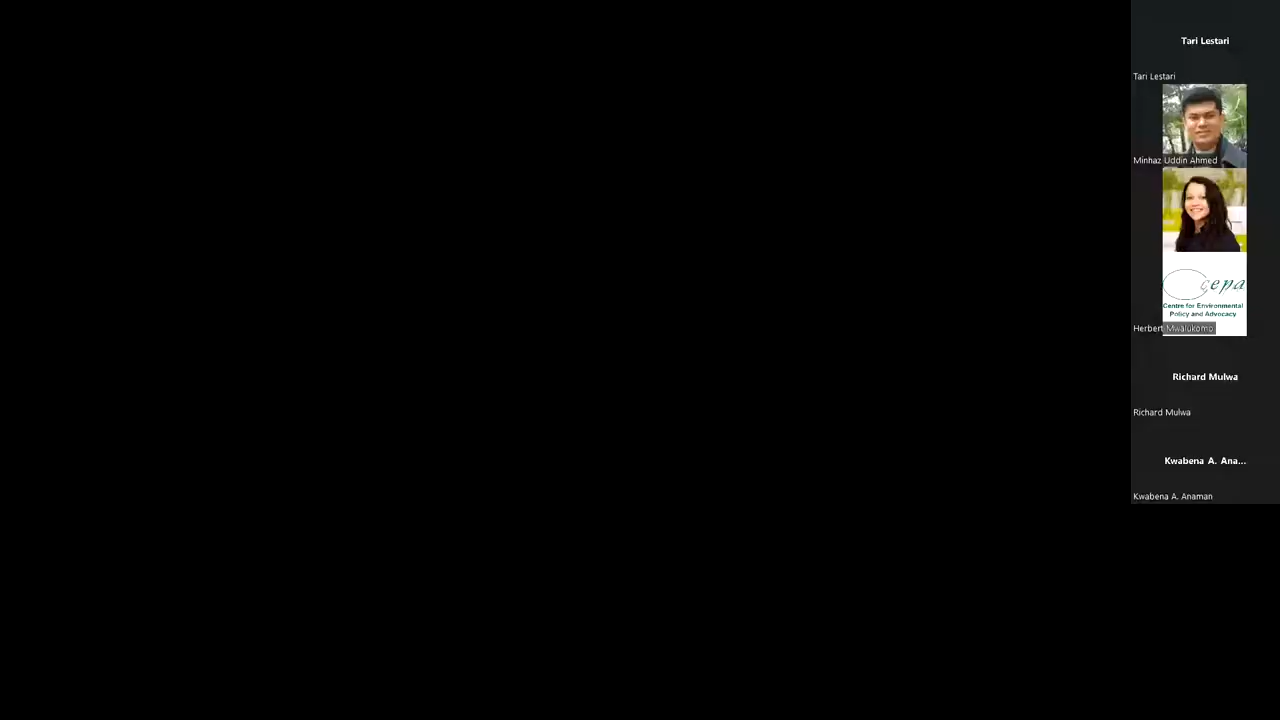 Tari Lestari
Tari Lestari
Minhaz Uddin Ahmed
cepa
Centre for Environmental
Policy and Advocacy
Herbert Mwalukomo
Richard Mulwa
Richard Mulwa
Kwabena A. Ana...
Kwabena A. Anaman